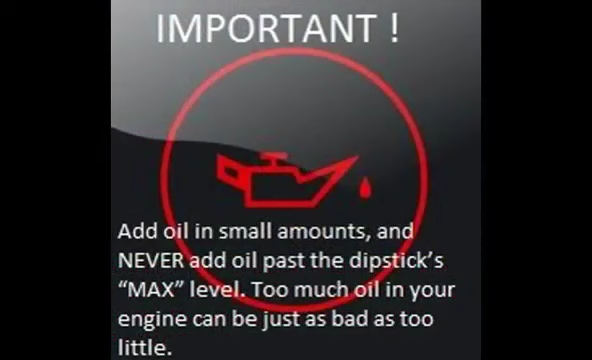 IMPORTANT !
Add oil in small amounts, and
NEVER add oil past the dipstick's
“MAX” level. Too much oil in your
engine can be just as bad as too
little.